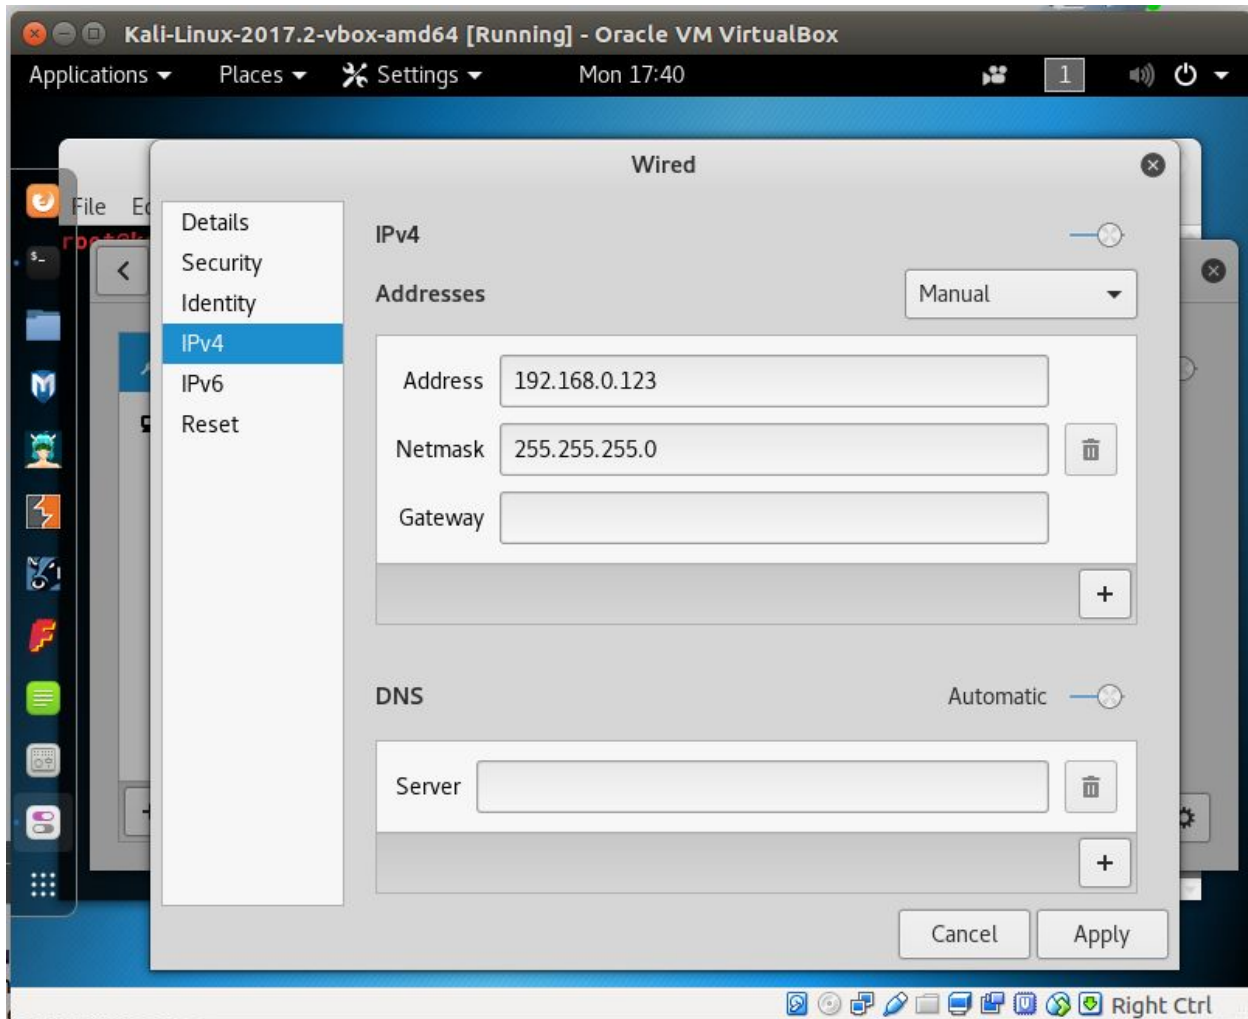 Kali-Linux-2017.2-vbox-amd64 [Running] - Oracle VM VirtualBox
Applications Places Settings Mon 17:40 1
Wired
File
Details
Security
Identity
IPv4
IPv6
Reset
IPv4
Addresses Manual
Address 192.168.0.123
Netmask 255.255.255.0
Gateway
+
DNS Automatic
Server
+
Cancel Apply
Right Ctrl